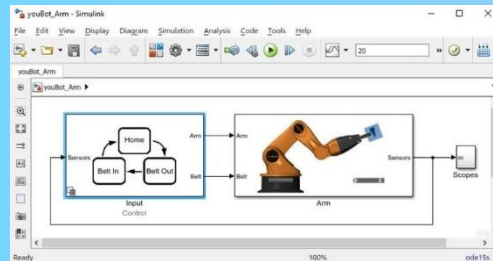 youBot_Arm - Simulink
File Edit View Display Diagram Simulation Analysis Code Tools Help
20
youBot_Arm
youBot_Arm
Sensors
Home
Belt In
Belt Out
Arm
Belt
Input
Control
Arm
Belt
Sensors
Arm
In
Scopes
Ready
100%
ode15s